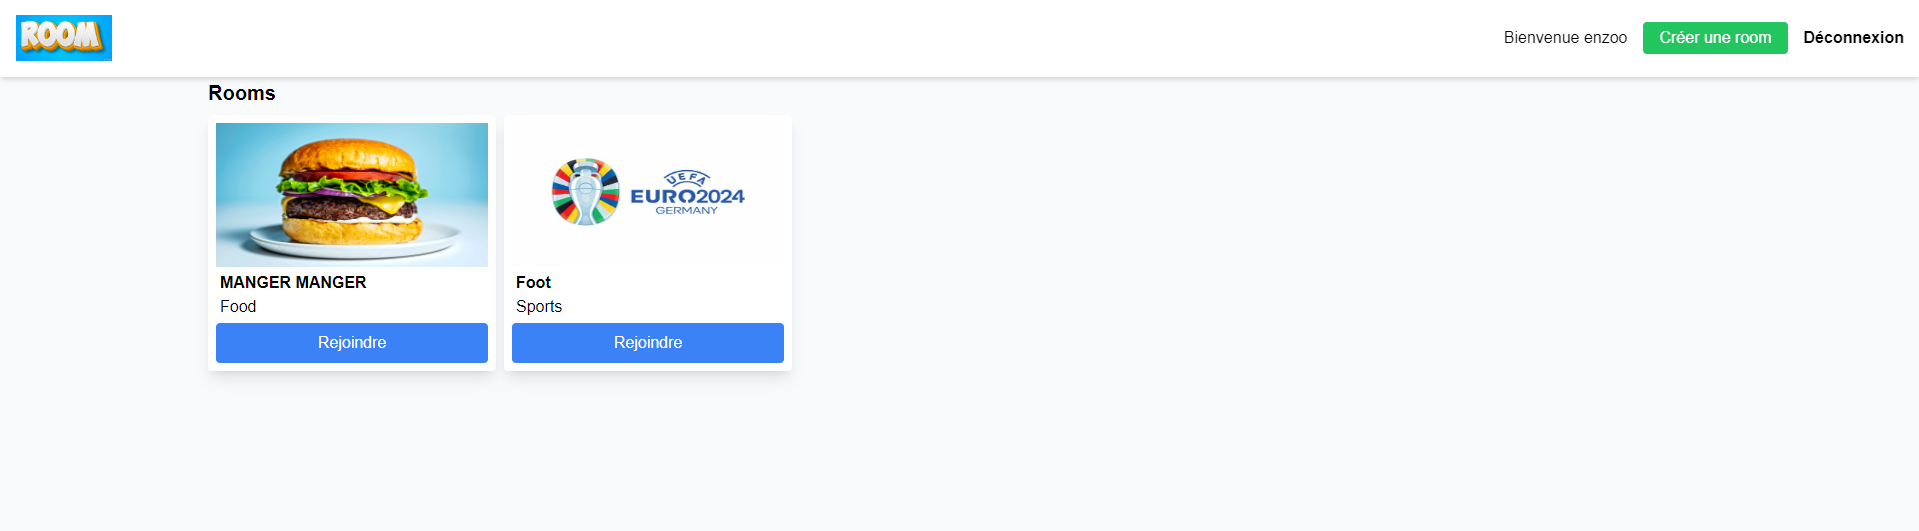 ROOM
Bienvenue enzoo
Créer une room
Déconnexion
Rooms
UEFA
EURO2024
GERMANY
MANGER MANGER
Food
Rejoindre
Foot
Sports
Rejoindre